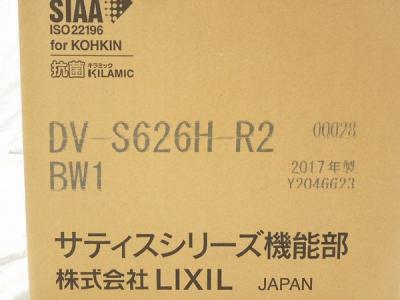 SIAA
ISO 22196
for KOHKIN
抗菌 キラミック KILAMIC
DV-S626H-R2 00028
BW1 2017年製
Y2046623
サティスシリーズ機能部
株式会社 LIXIL JAPAN